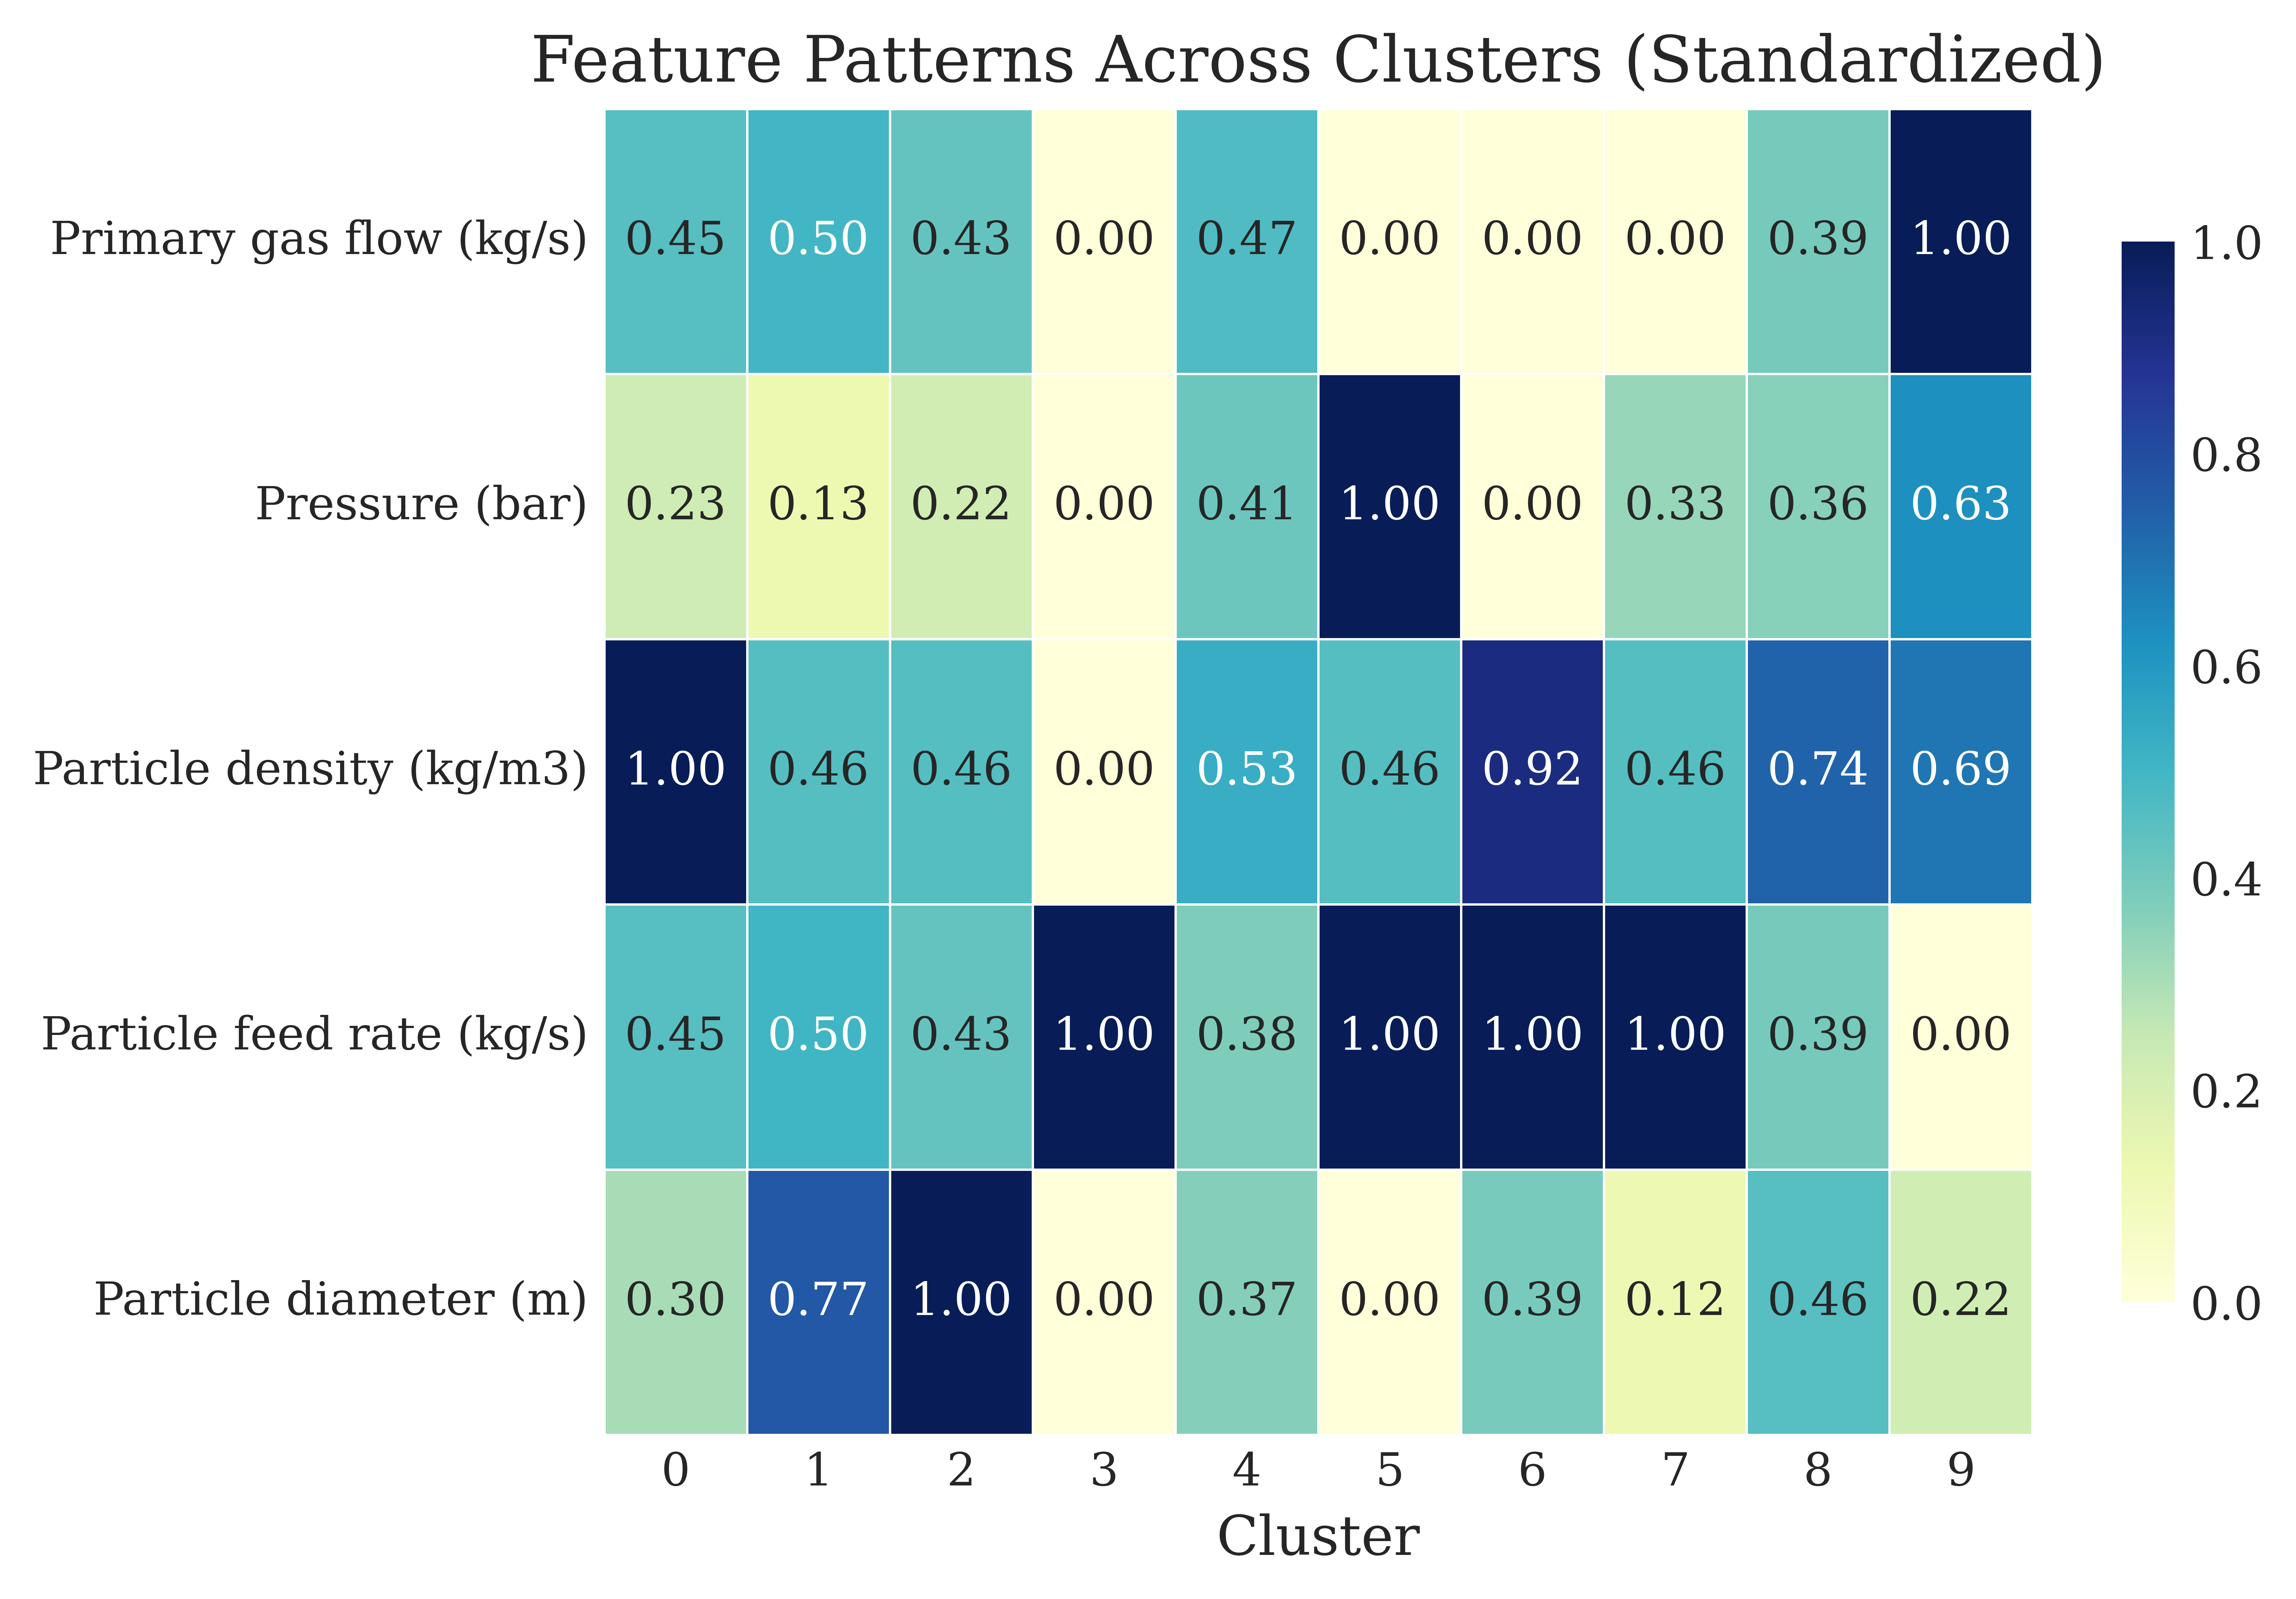 Feature Patterns Across Clusters (Standardized)
Primary gas flow (kg/s) 0.45 0.50 0.43 0.00 0.47 0.00 0.00 0.00 0.39 1.00
Pressure (bar) 0.23 0.13 0.22 0.00 0.41 1.00 0.00 0.33 0.36 0.63
Particle density (kg/m3) 1.00 0.46 0.46 0.00 0.53 0.46 0.92 0.46 0.74 0.69
Particle feed rate (kg/s) 0.45 0.50 0.43 1.00 0.38 1.00 1.00 1.00 0.39 0.00
Particle diameter (m) 0.30 0.77 1.00 0.00 0.37 0.00 0.39 0.12 0.46 0.22
0 1 2 3 4 5 6 7 8 9
Cluster
1.0
0.8
0.6
0.4
0.2
0.0